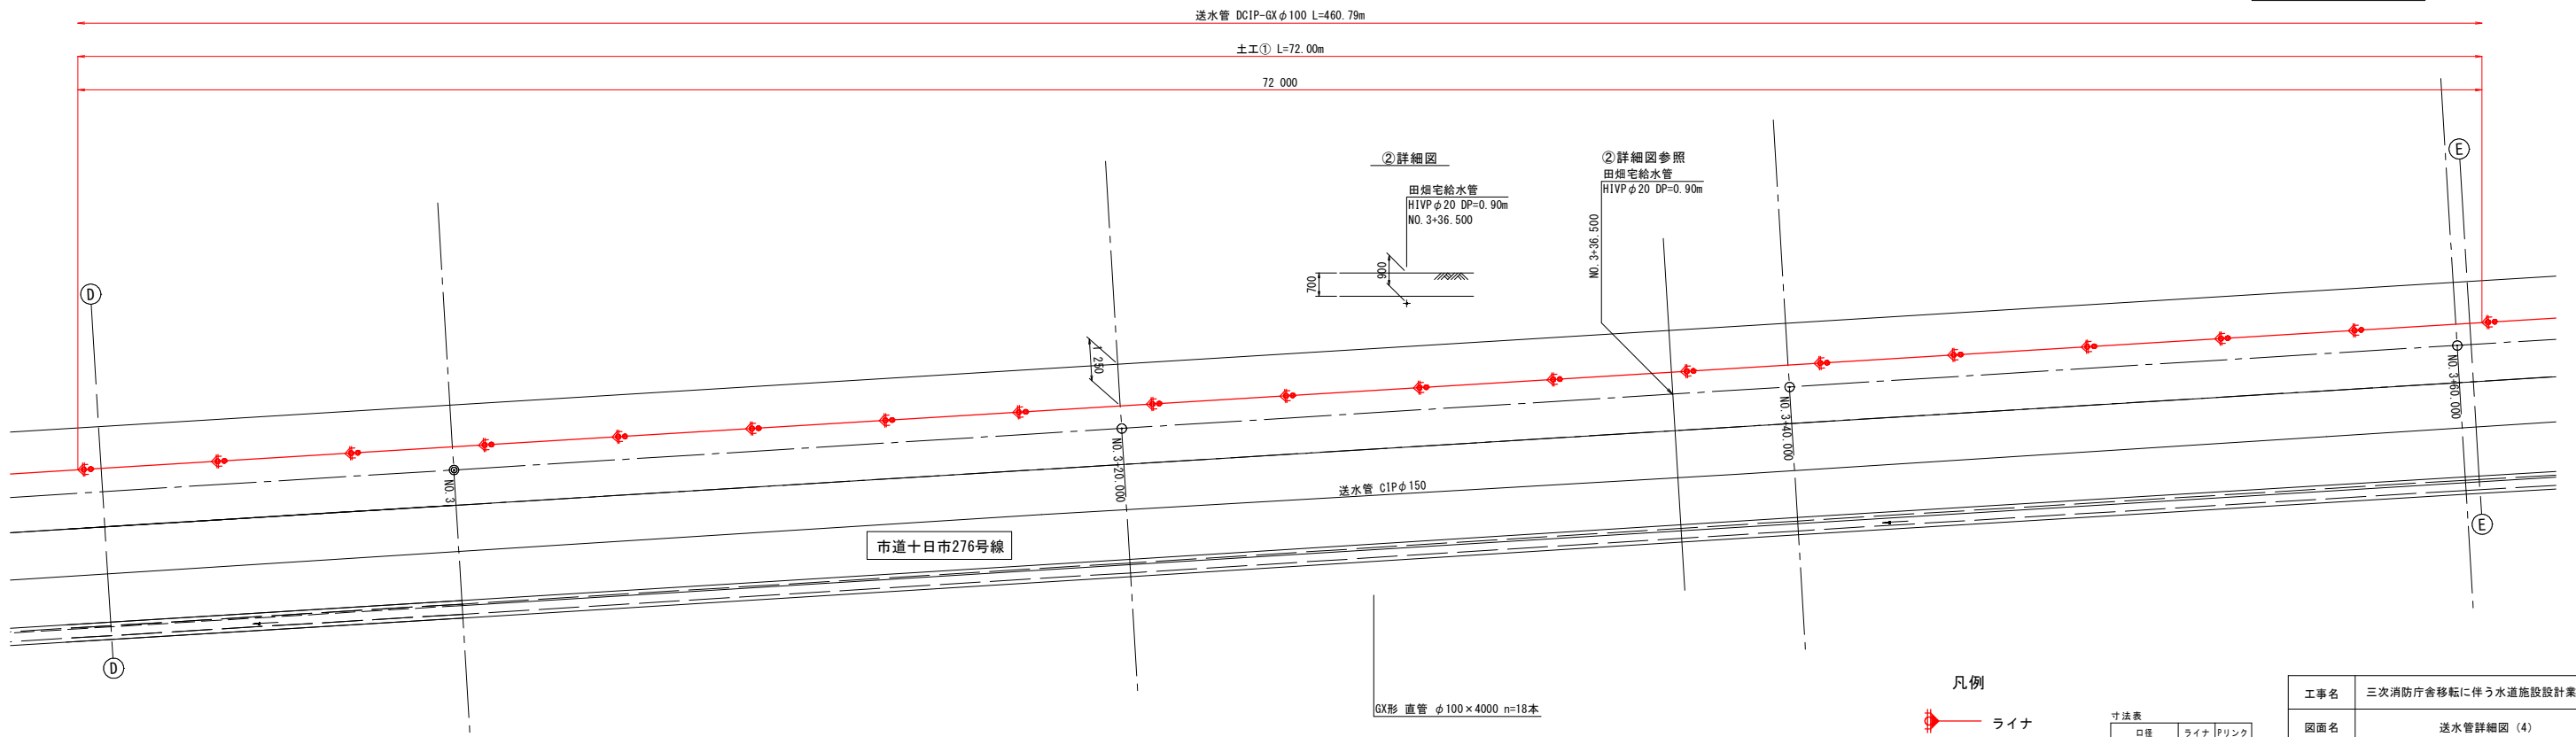 送水管 DCIP-GXφ100 L=460.79m
土工① L=72.00m
72 000
②詳細図
田畑宅給水管
HIVPφ20 DP=0.90m
NO.3+36.500
700
900
②詳細図参照
田畑宅給水管
HIVPφ20 DP=0.90m
NO.3+36.500
D
E
1 250
NO.3
NO.3+20.000
NO.3+40.000
NO.3+60.000
送水管 CIPφ150
市道十日市276号線
D
E
GX形 直管 φ100×4000 n=18本
凡例
ライナ
寸法表
口径 ライナ Pリンク
工事名 三次消防庁舎移転に伴う水道施設設計業
図面名 送水管詳細図 (4)